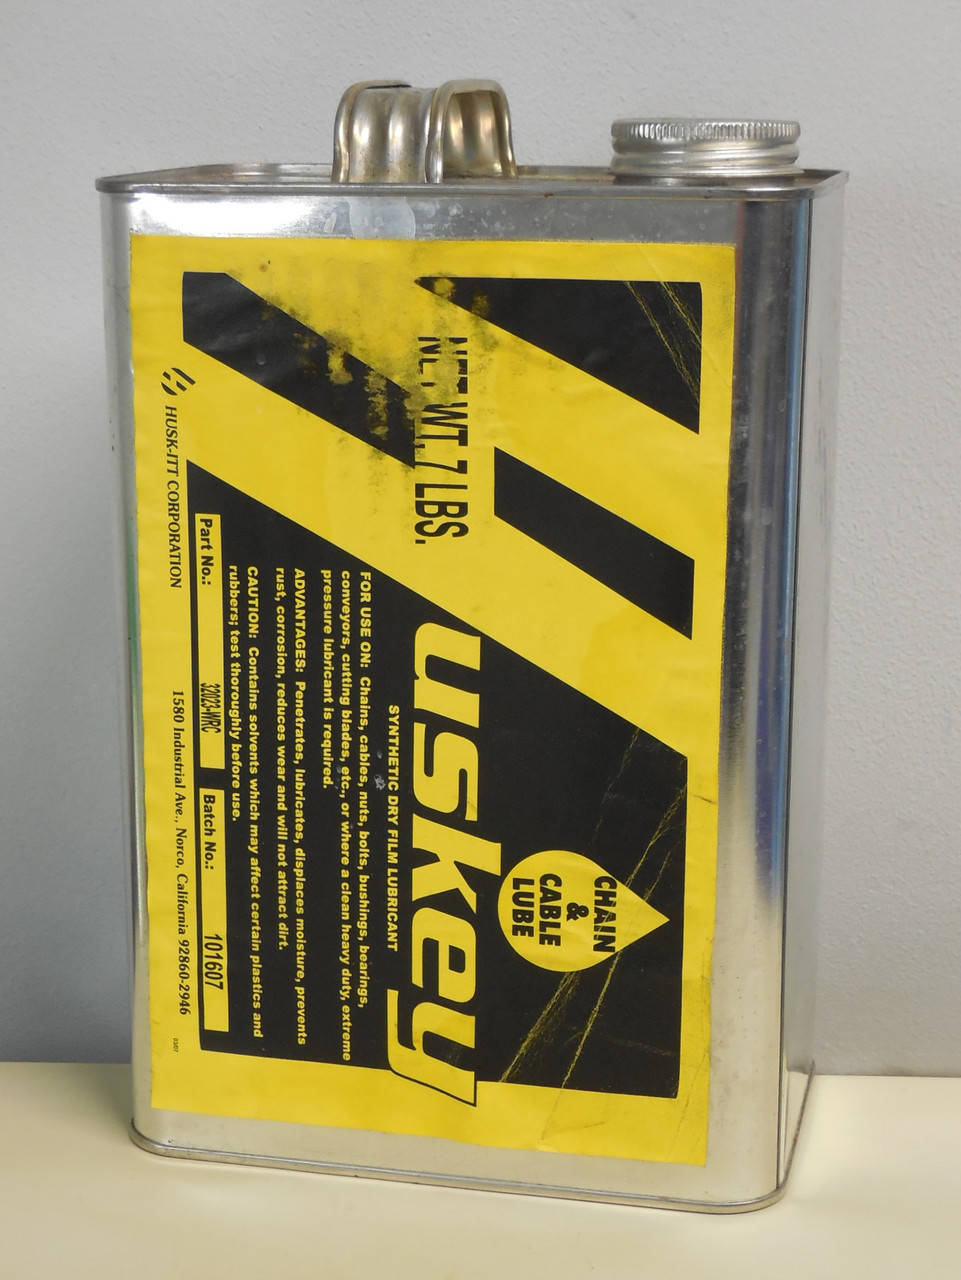 CHAIN
&
CABLE
LUBE
uskey
NET WT. 7 LBS.
SYNTHETIC DRY FILM LUBRICANT
FOR USE ON: Chains, cables, nuts, bolts, bushings, bearings,
conveyors, cutting blades, etc., or where a clean heavy duty, extreme
pressure lubricant is required.
ADVANTAGES: Penetrates, lubricates, displaces moisture, prevents
rust, corrosion, reduces wear and will not attract dirt.
CAUTION: Contains solvents which may affect certain plastics and
rubbers; test thoroughly before use.
Part No.: 32023-WRC Batch No.: 101607
HUSK-ITT CORPORATION 1580 Industrial Ave., Norco, California 92860-2946
03/07